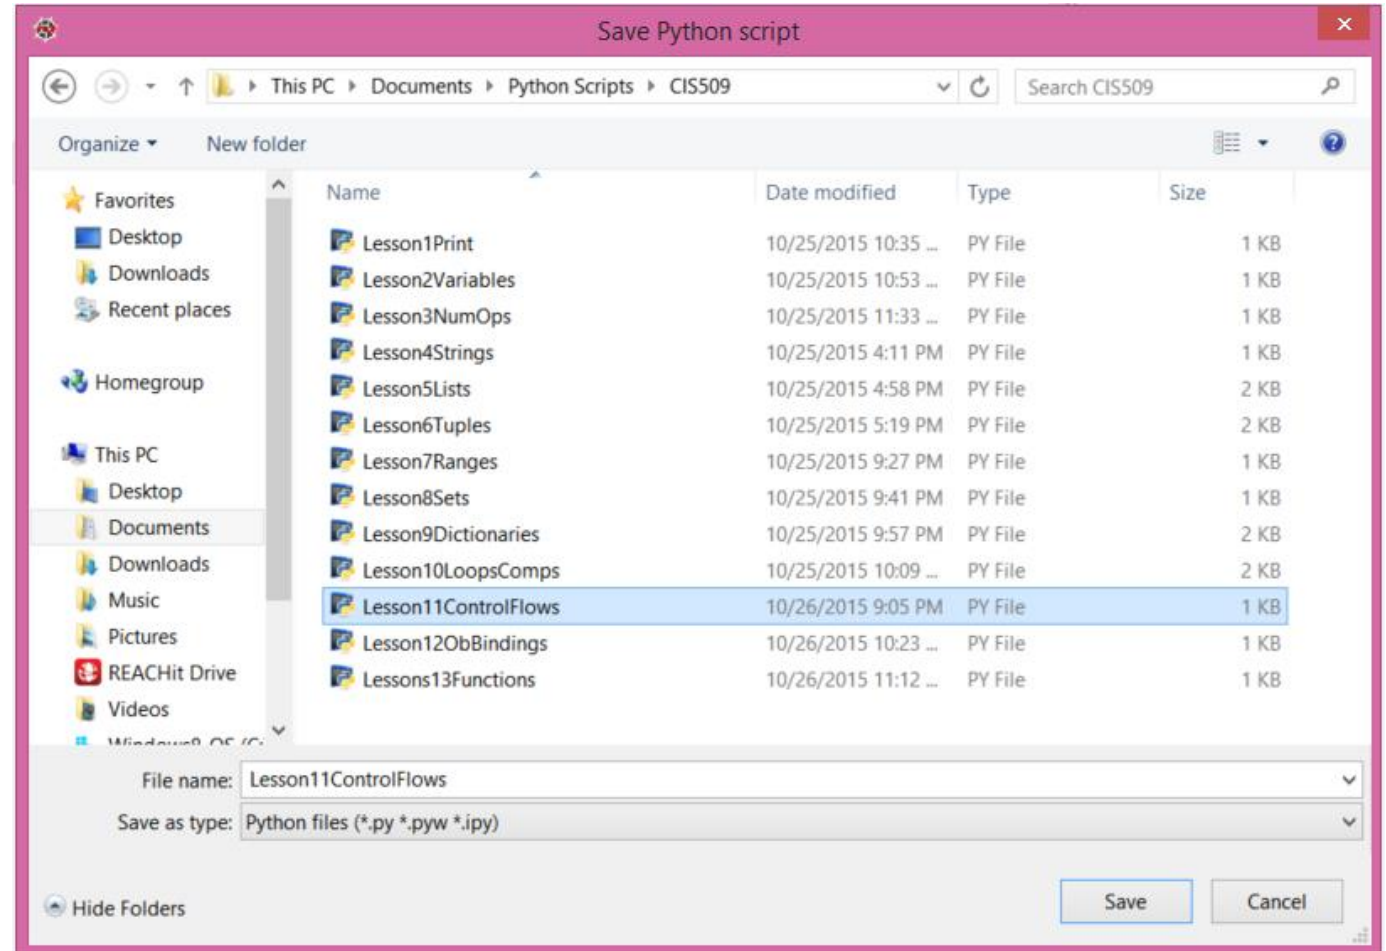 Save Python script
This PC Documents Python Scripts CIS509 Search CIS509
Organize New folder
Favorites
Desktop
Downloads
Recent places
Homegroup
This PC
Desktop
Documents
Downloads
Music
Pictures
REACHit Drive
Videos
Name Date modified Type Size
Lesson1Print 10/25/2015 10:35 ... PY File 1 KB
Lesson2Variables 10/25/2015 10:53 ... PY File 1 KB
Lesson3NumOps 10/25/2015 11:33 ... PY File 1 KB
Lesson4Strings 10/25/2015 4:11 PM PY File 1 KB
Lesson5Lists 10/25/2015 4:58 PM PY File 2 KB
Lesson6Tuples 10/25/2015 5:19 PM PY File 2 KB
Lesson7Ranges 10/25/2015 9:27 PM PY File 1 KB
Lesson8Sets 10/25/2015 9:41 PM PY File 1 KB
Lesson9Dictionaries 10/25/2015 9:57 PM PY File 2 KB
Lesson10LoopsComps 10/25/2015 10:09 ... PY File 2 KB
Lesson11ControlFlows 10/26/2015 9:05 PM PY File 1 KB
Lesson12ObBindings 10/26/2015 10:23 ... PY File 1 KB
Lessons13Functions 10/26/2015 11:12 ... PY File 1 KB
File name: Lesson11ControlFlows
Save as type: Python files (*.py *.pyw *.ipy)
Hide Folders Save Cancel